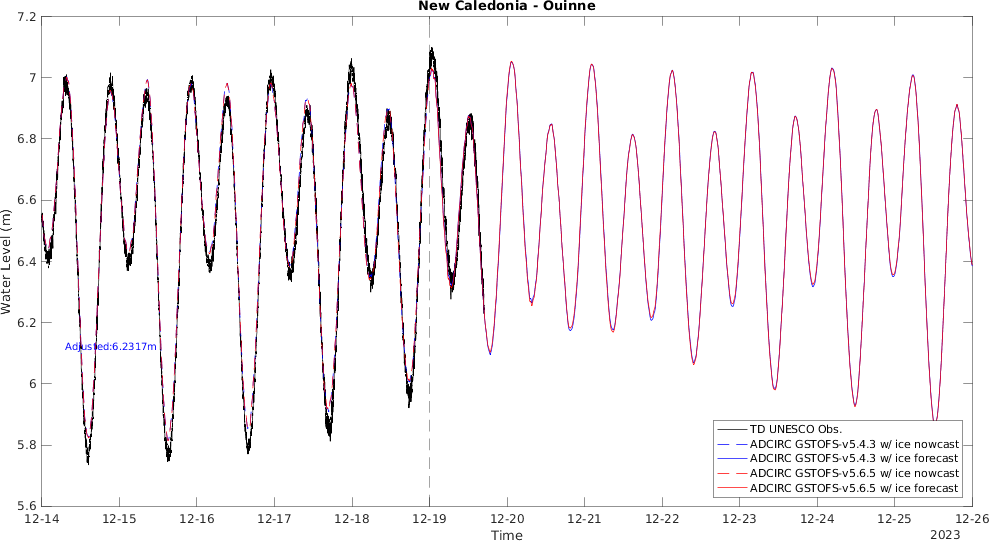 New Caledonia - Ouinne
7.2
7
6.8
6.6
6.4
6.2
6
5.8
5.6
Water Level (m)
Adjusted:6.2317m
TD UNESCO Obs.
ADCIRC GSTOFS-v5.4.3 w/ ice nowcast
ADCIRC GSTOFS-v5.4.3 w/ ice forecast
ADCIRC GSTOFS-v5.6.5 w/ ice nowcast
ADCIRC GSTOFS-v5.6.5 w/ ice forecast
12-14 12-15 12-16 12-17 12-18 12-19 12-20 12-21 12-22 12-23 12-24 12-25 12-26
Time
2023